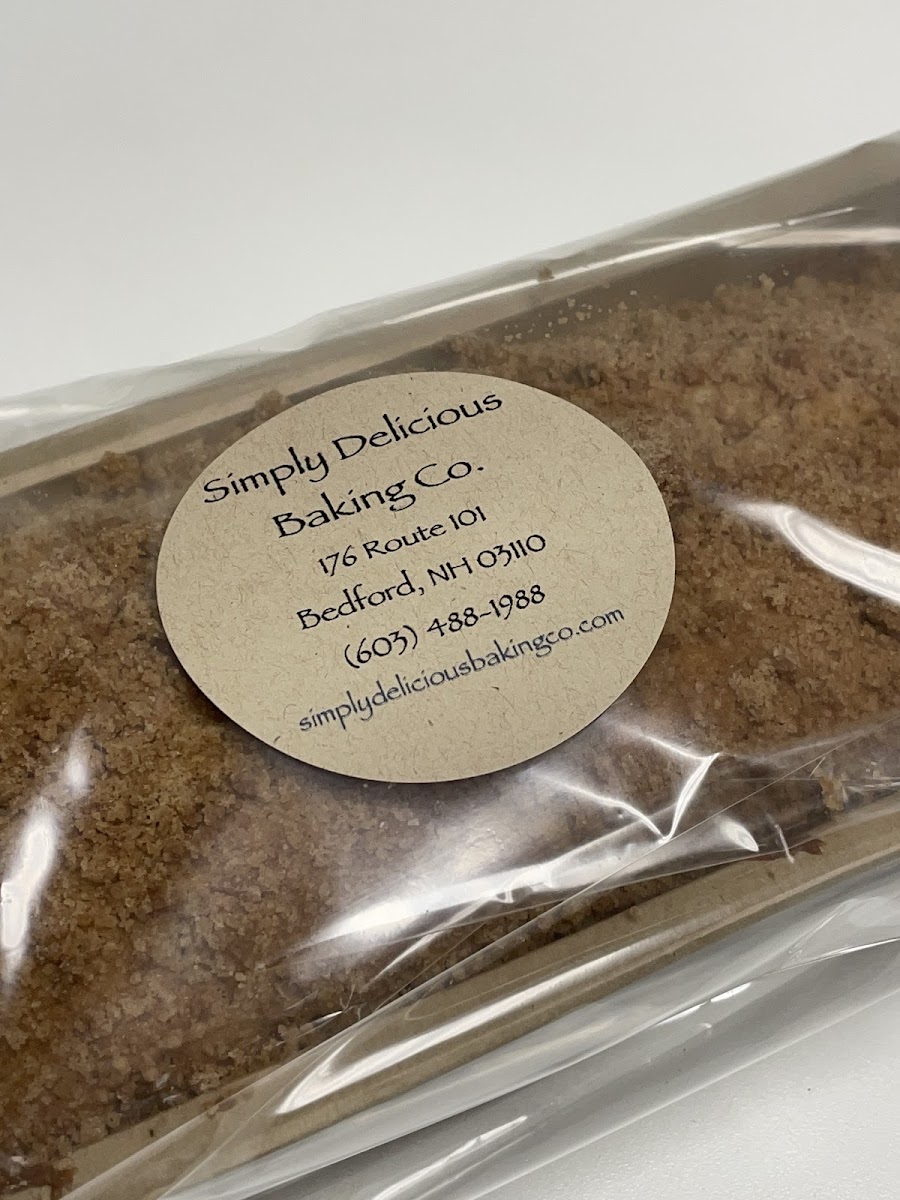 Simply Delicious
Baking Co.
176 Route 101
Bedford, NH 03110
(603) 488-1988
simplydeliciousbakingco.com